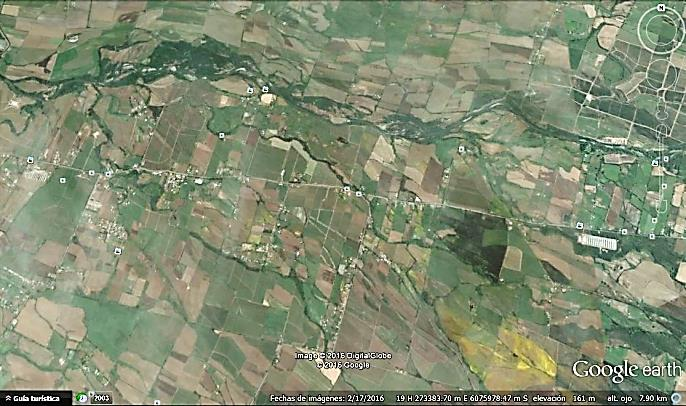 N
Image © 2016 DigitalGlobe
© 2016 Google
Google earth
Guía turística
2003
Fechas de imágenes: 2/17/2016 19 H 273383.70 m E 6075978.47 m S elevación 161 m alt. ojo 7.90 km